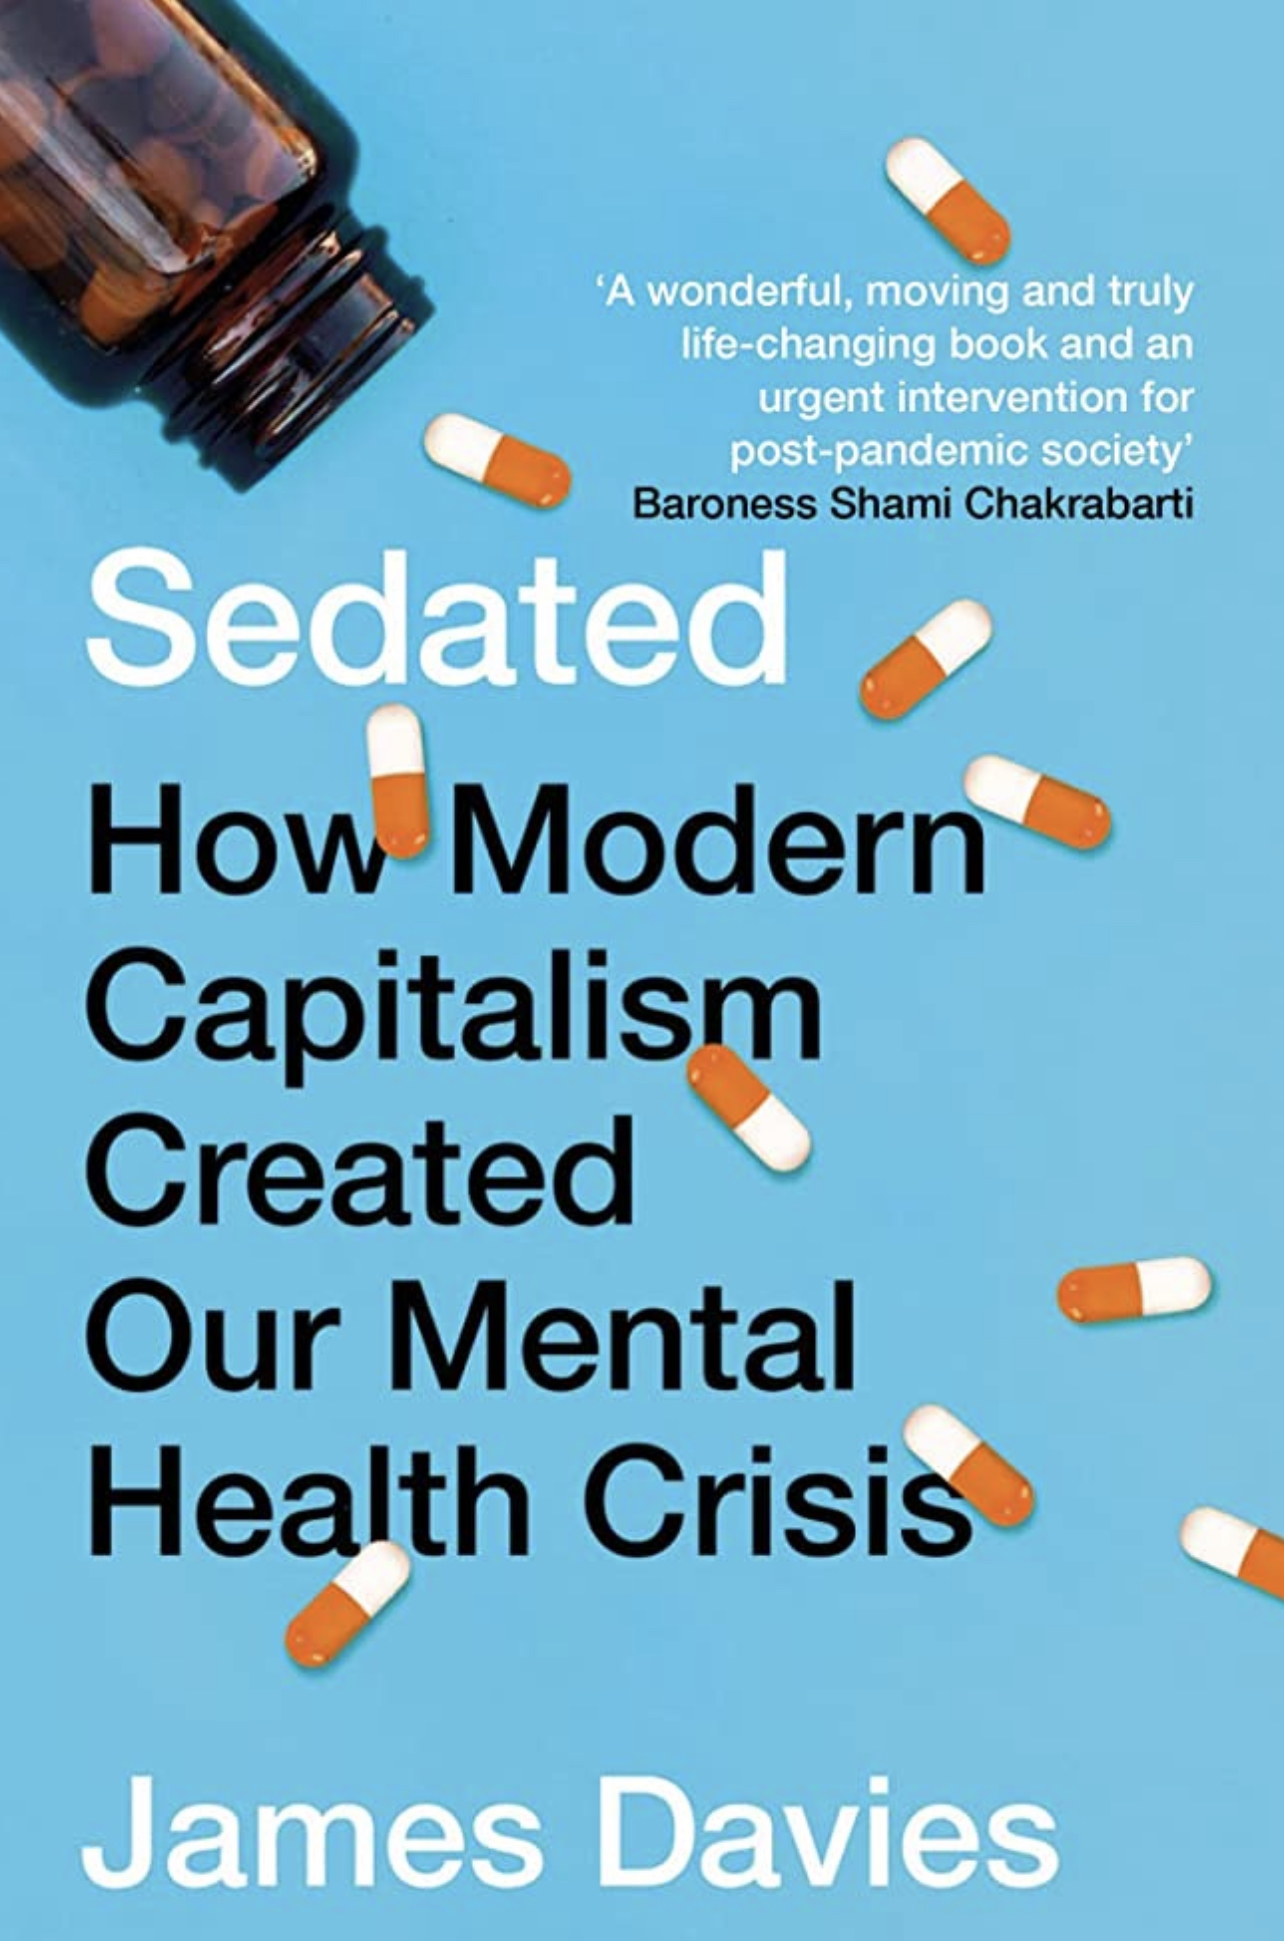 ‘A wonderful, moving and truly
life-changing book and an
urgent intervention for
post-pandemic society’
Baroness Shami Chakrabarti
Sedated
How Modern
Capitalism
Created
Our Mental
Health Crisis
James Davies